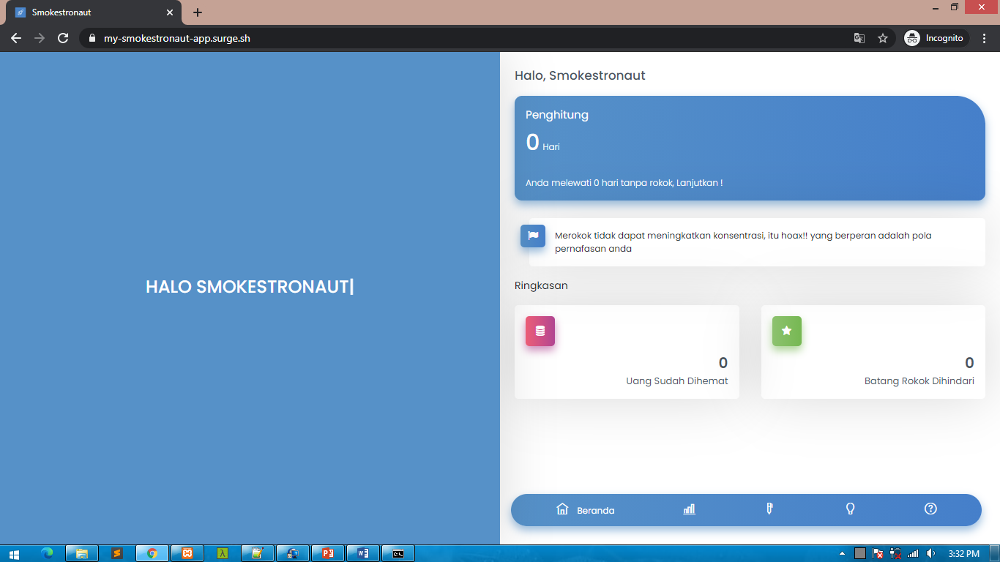 Smokestronaut
my-smokestronaut-app.surge.sh
Incognito
HALO SMOKESTRONAUT|
Halo, Smokestronaut
Penghitung
0 Hari
Anda melewati 0 hari tanpa rokok, Lanjutkan !
Merokok tidak dapat meningkatkan konsentrasi, itu hoax!! yang berperan adalah pola
pernafasan anda
Ringkasan
0
Uang Sudah Dihemat
0
Batang Rokok Dihindari
Beranda
3:32 PM